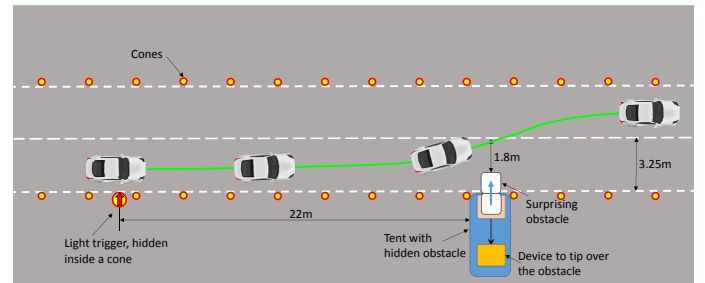 Cones
1.8m
3.25m
22m
Surprising
obstacle
Light trigger, hidden
inside a cone
Tent with
hidden obstacle
Device to tip over
the obstacle